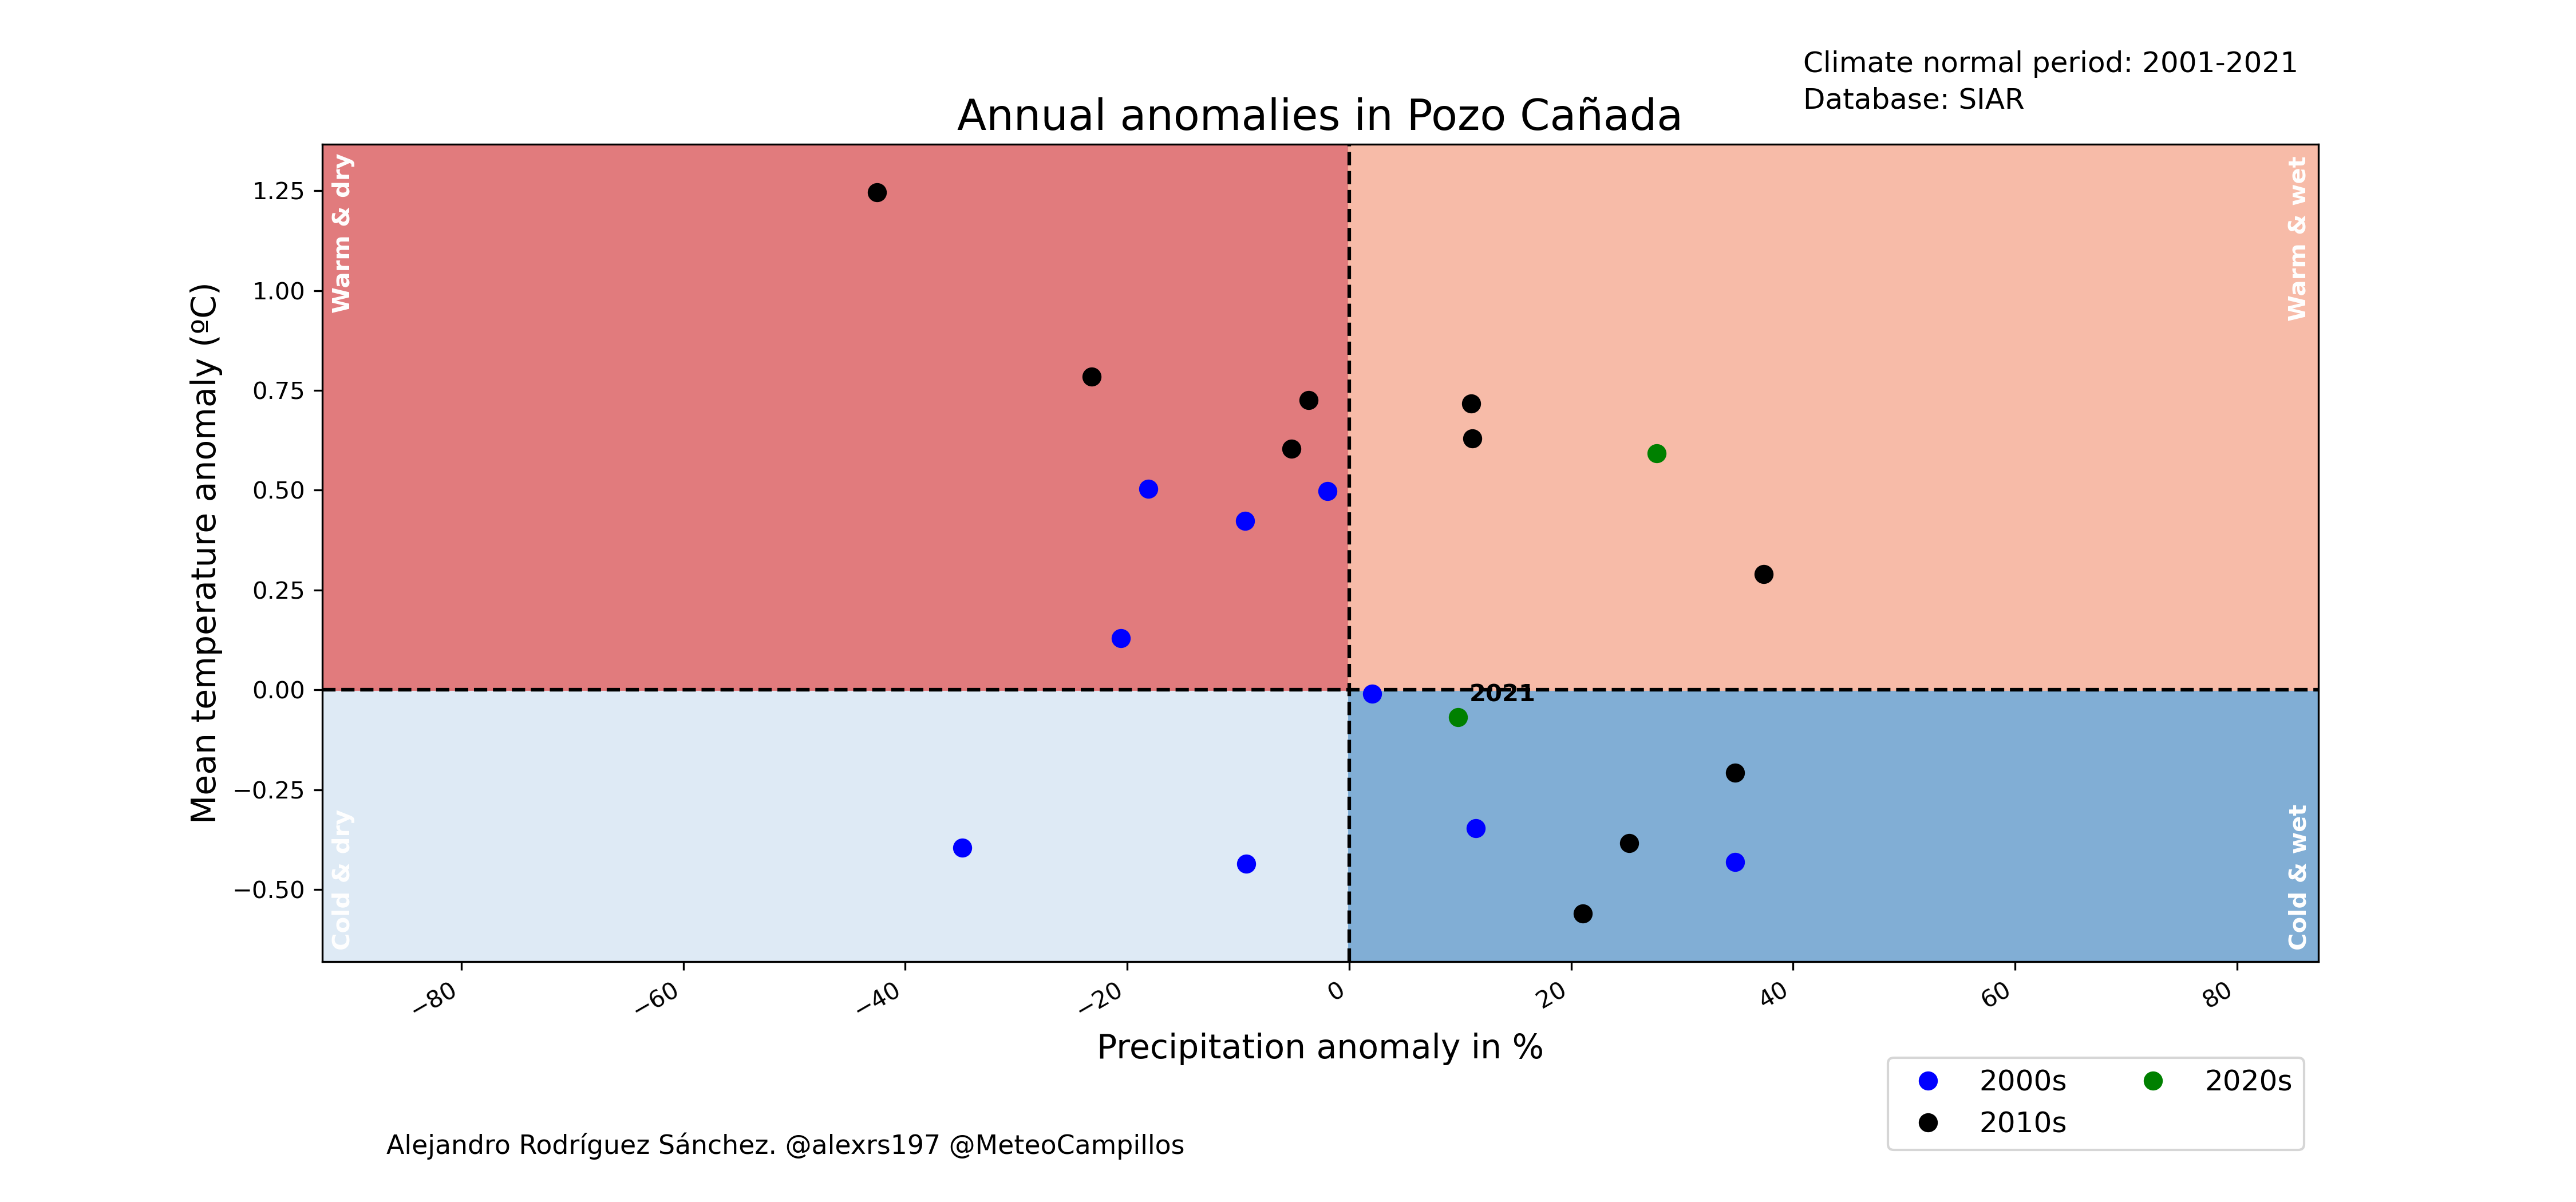 Climate normal period: 2001-2021
Database: SIAR
Annual anomalies in Pozo Cañada
Warm & dry
Warm & wet
Mean temperature anomaly (ºC)
1.25
1.00
0.75
0.50
0.25
0.00
−0.25
−0.50
2021
Cold & dry
Cold & wet
−80
−60
−40
−20
0
20
40
60
80
Precipitation anomaly in %
2000s
2020s
2010s
Alejandro Rodríguez Sánchez. @alexrs197 @MeteoCampillos